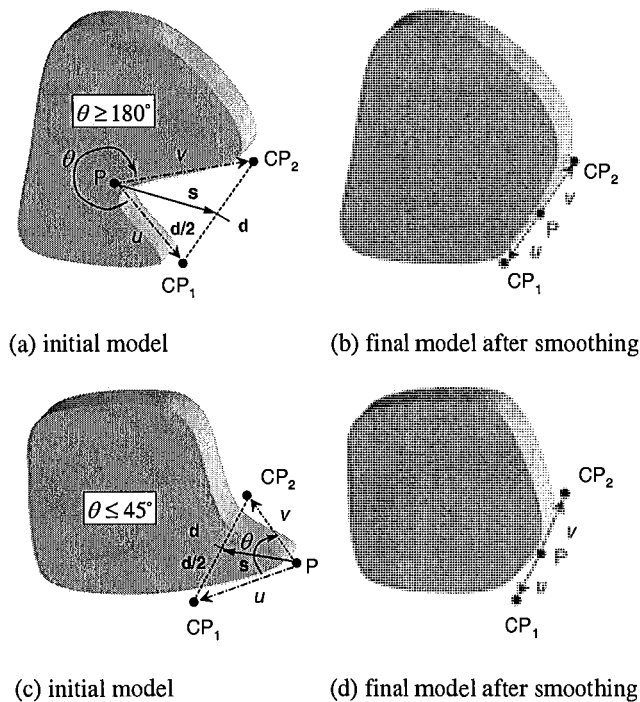 θ ≥ 180°
θ
P
v
CP₂
s
d
d/2
u
CP₁
CP₂
v
P
u
CP₁
(a) initial model
(b) final model after smoothing
θ ≤ 45°
CP₂
v
d
θ
d/2
s
P
u
CP₁
CP₂
v
P
u
CP₁
(c) initial model
(d) final model after smoothing